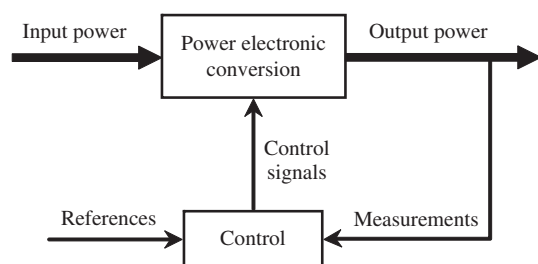 Input power
Power electronic
conversion
Output power
Control
signals
References
Control
Measurements